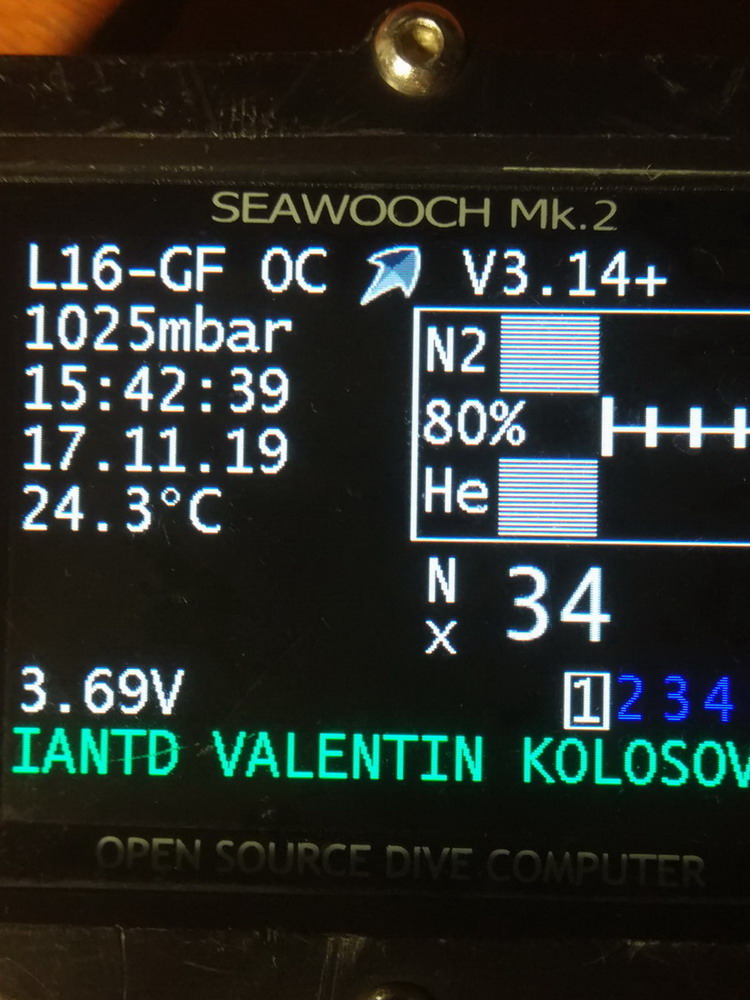 SEAWOOCH Mk.2
L16-GF OC V3.14+
1025mbar
15:42:39
17.11.19
24.3°C
N2
80%
He
Nx 34
3.69V
1 2 3 4
IANTD VALENTIN KOLOSOV
OPEN SOURCE DIVE COMPUTER